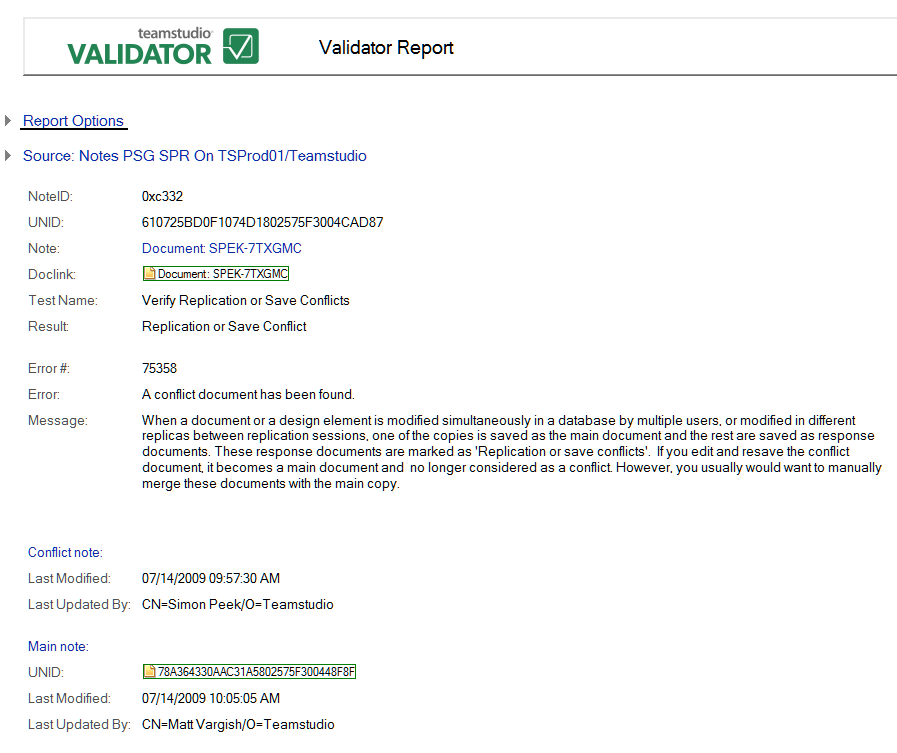 teamstudio
VALIDATOR
Validator Report
Report Options
Source: Notes PSG SPR On TSProd01/Teamstudio
NoteID: 0xc332
UNID: 610725BD0F1074D1802575F3004CAD87
Note: Document: SPEK-7TXGMC
Doclink: Document: SPEK-7TXGMC
Test Name: Verify Replication or Save Conflicts
Result: Replication or Save Conflict
Error #: 75358
Error: A conflict document has been found.
Message: When a document or a design element is modified simultaneously in a database by multiple users, or modified in different
replicas between replication sessions, one of the copies is saved as the main document and the rest are saved as response
documents. These response documents are marked as 'Replication or save conflicts'. If you edit and resave the conflict
document, it becomes a main document and no longer considered as a conflict. However, you usually would want to manually
merge these documents with the main copy.
Conflict note:
Last Modified: 07/14/2009 09:57:30 AM
Last Updated By: CN=Simon Peek/O=Teamstudio
Main note:
UNID: 78A364330AAC31A5802575F300448F8F
Last Modified: 07/14/2009 10:05:05 AM
Last Updated By: CN=Matt Vargish/O=Teamstudio